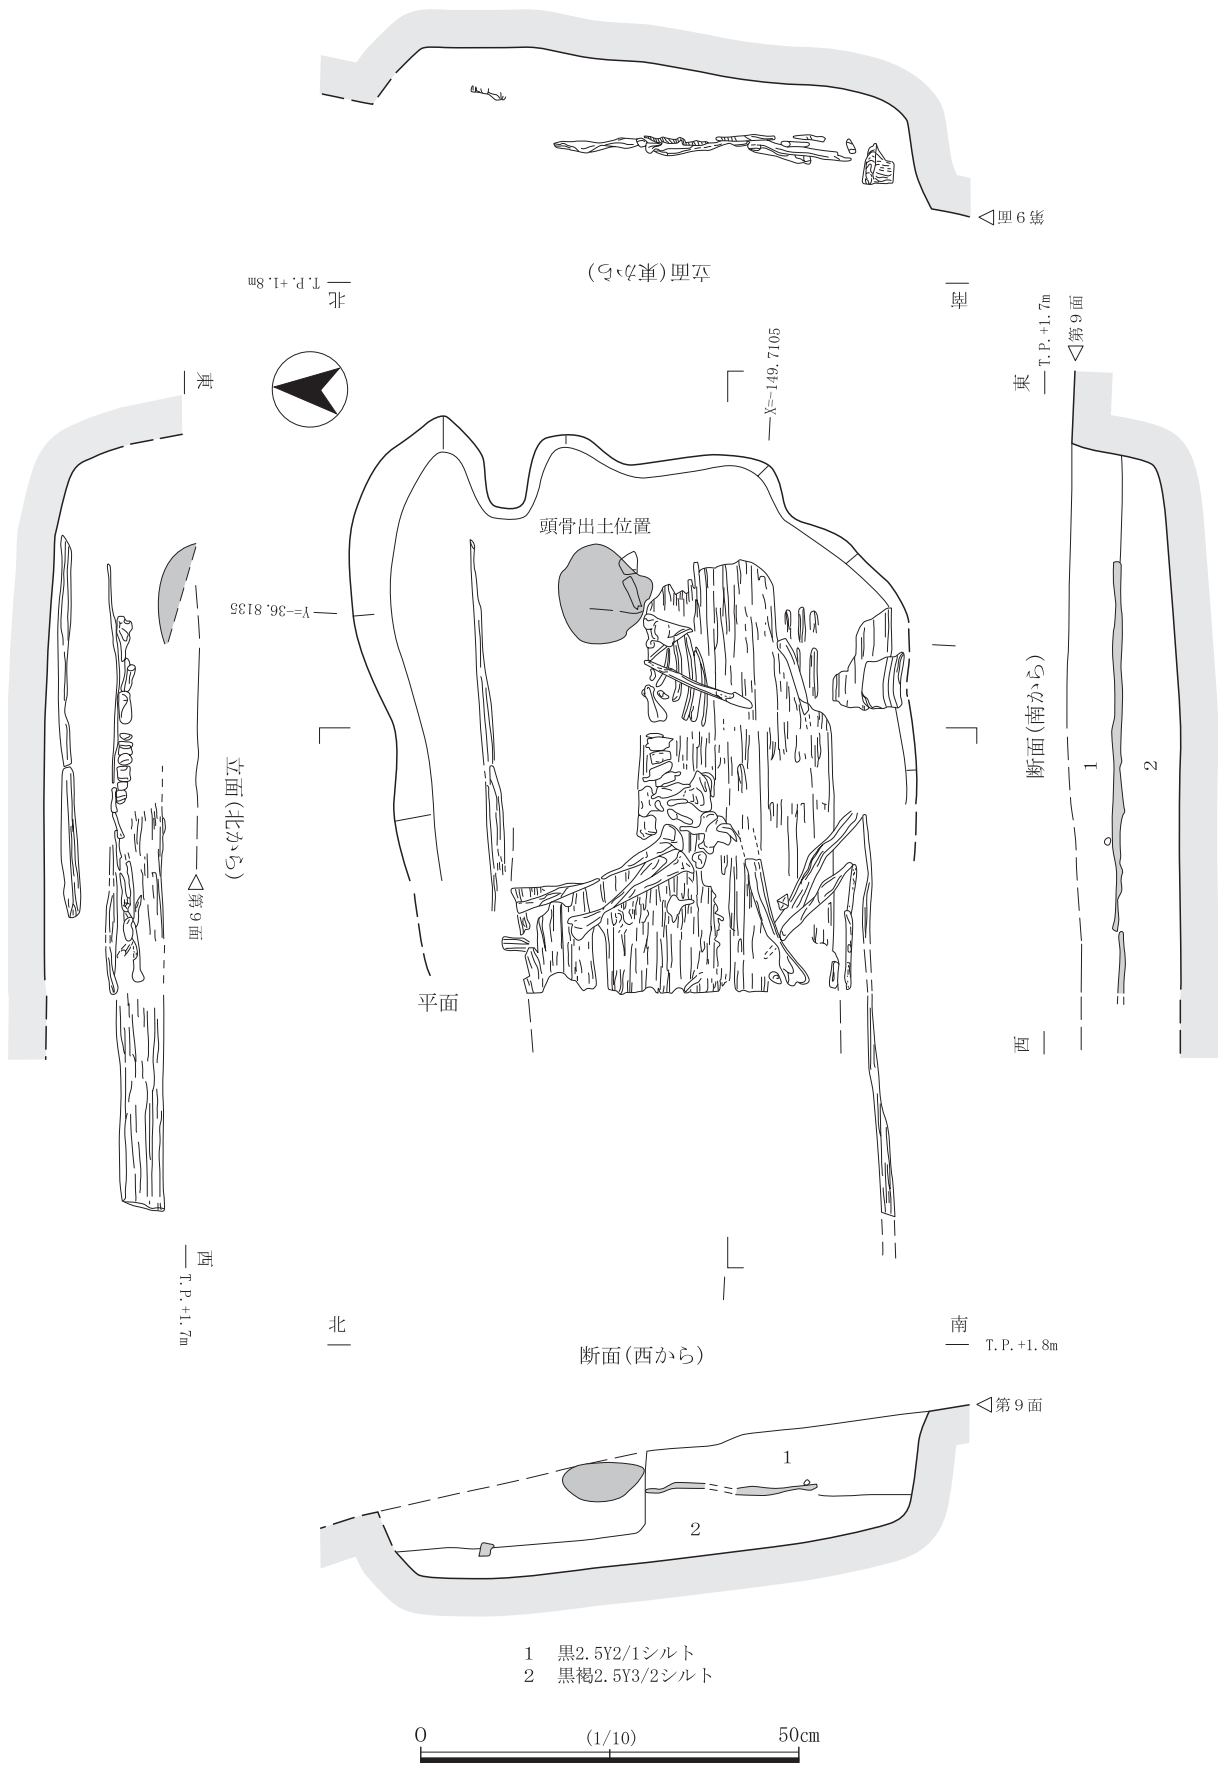 第９面
立面(東から)
T.P.+1.8m
北
南
T.P.+1.7m
第９面
東
東
X=-149.7105
頭骨出土位置
Y=-36.8135
断面(南から)
1
2
立面(北から)
第９面
平面
西
西
T.P.+1.7m
北
南
T.P.+1.8m
断面(西から)
第９面
1
2
1 黒2.5Y2/1シルト
2 黒褐2.5Y3/2シルト
0 (1/10) 50cm